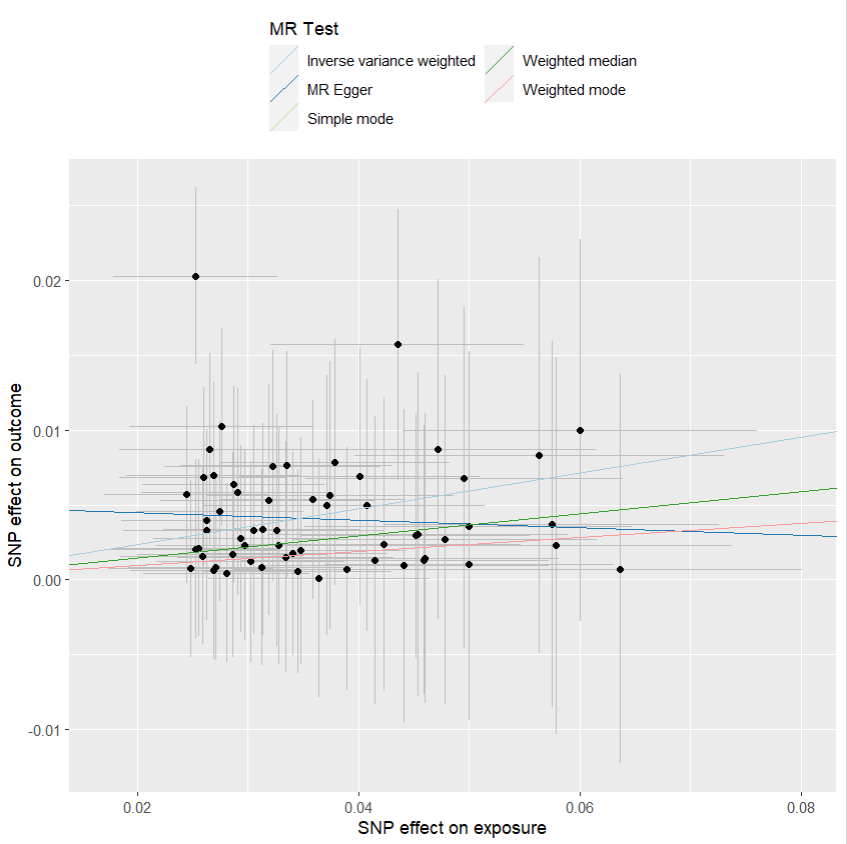 MR Test
Inverse variance weighted
Weighted median
MR Egger
Weighted mode
Simple mode
SNP effect on outcome
0.02
0.01
0.00
-0.01
0.02
0.04
0.06
0.08
SNP effect on exposure